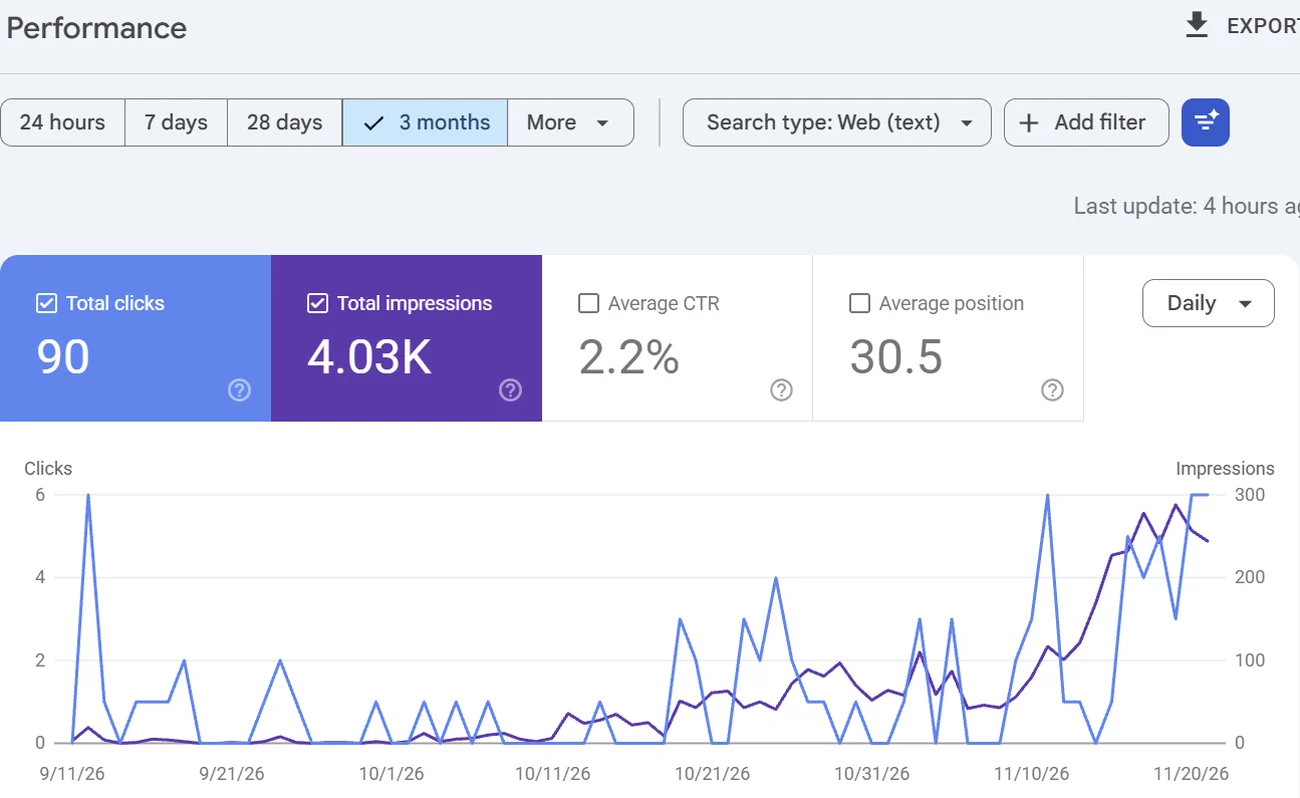 Performance
EXPORT
24 hours 7 days 28 days 3 months More
Search type: Web (text) Add filter
Last update: 4 hours ag
Total clicks Total impressions Average CTR Average position Daily
90 4.03K 2.2% 30.5
Clicks Impressions
6 300
4 200
2 100
0 0
9/11/26 9/21/26 10/1/26 10/11/26 10/21/26 10/31/26 11/10/26 11/20/26